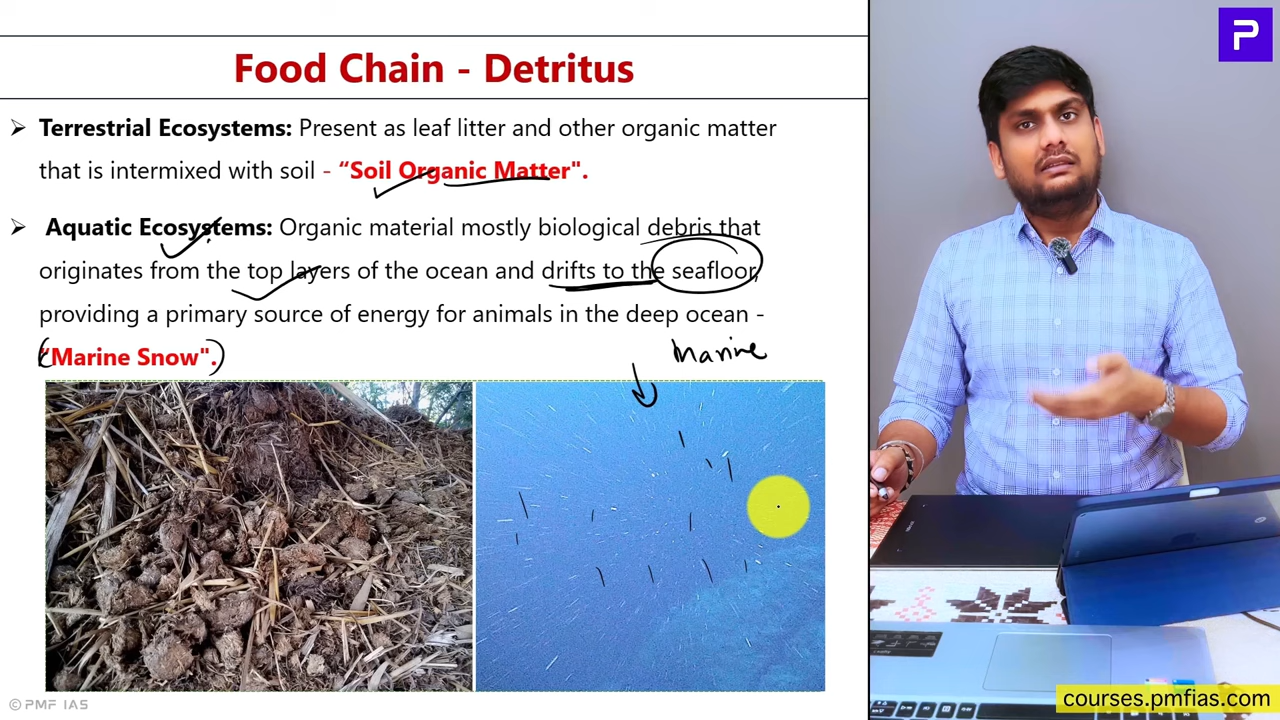 Food Chain - Detritus
➢ Terrestrial Ecosystems: Present as leaf litter and other organic matter
that is intermixed with soil - “Soil Organic Matter".
➢ Aquatic Ecosystems: Organic material mostly biological debris that
originates from the top layers of the ocean and drifts to the seafloor,
providing a primary source of energy for animals in the deep ocean -
“Marine Snow".
Marine
© PMF IAS
P
courses.pmfias.com